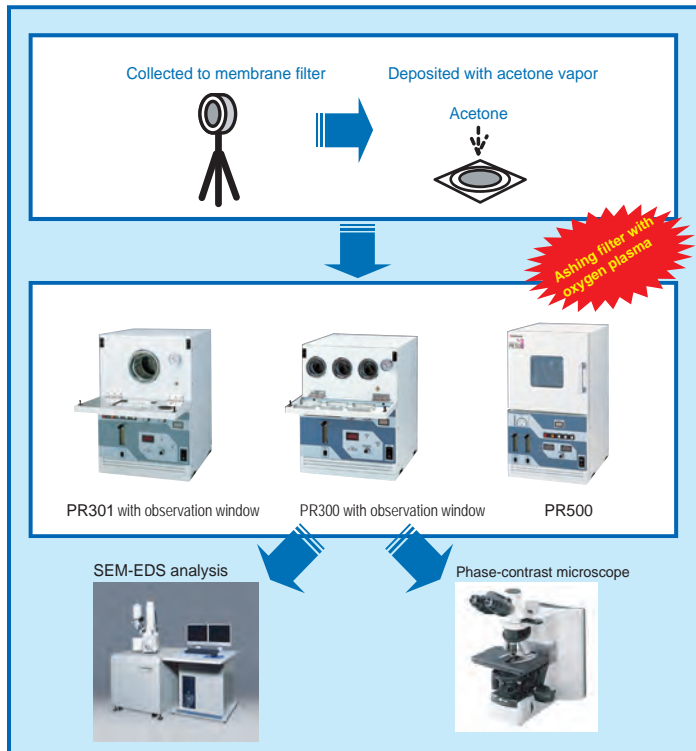 Collected to membrane filter
Deposited with acetone vapor
Acetone
Ashing filter with
oxygen plasma
PR301 with observation window
PR300 with observation window
PR500
SEM-EDS analysis
Phase-contrast microscope